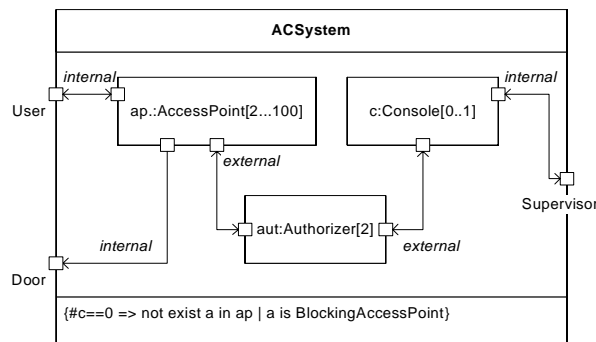 ACSystem
internal
internal
User
ap.:AccessPoint[2...100]
c:Console[0..1]
external
Supervisor
internal
aut:Authorizer[2]
external
Door
{#c==0 => not exist a in ap | a is BlockingAccessPoint}